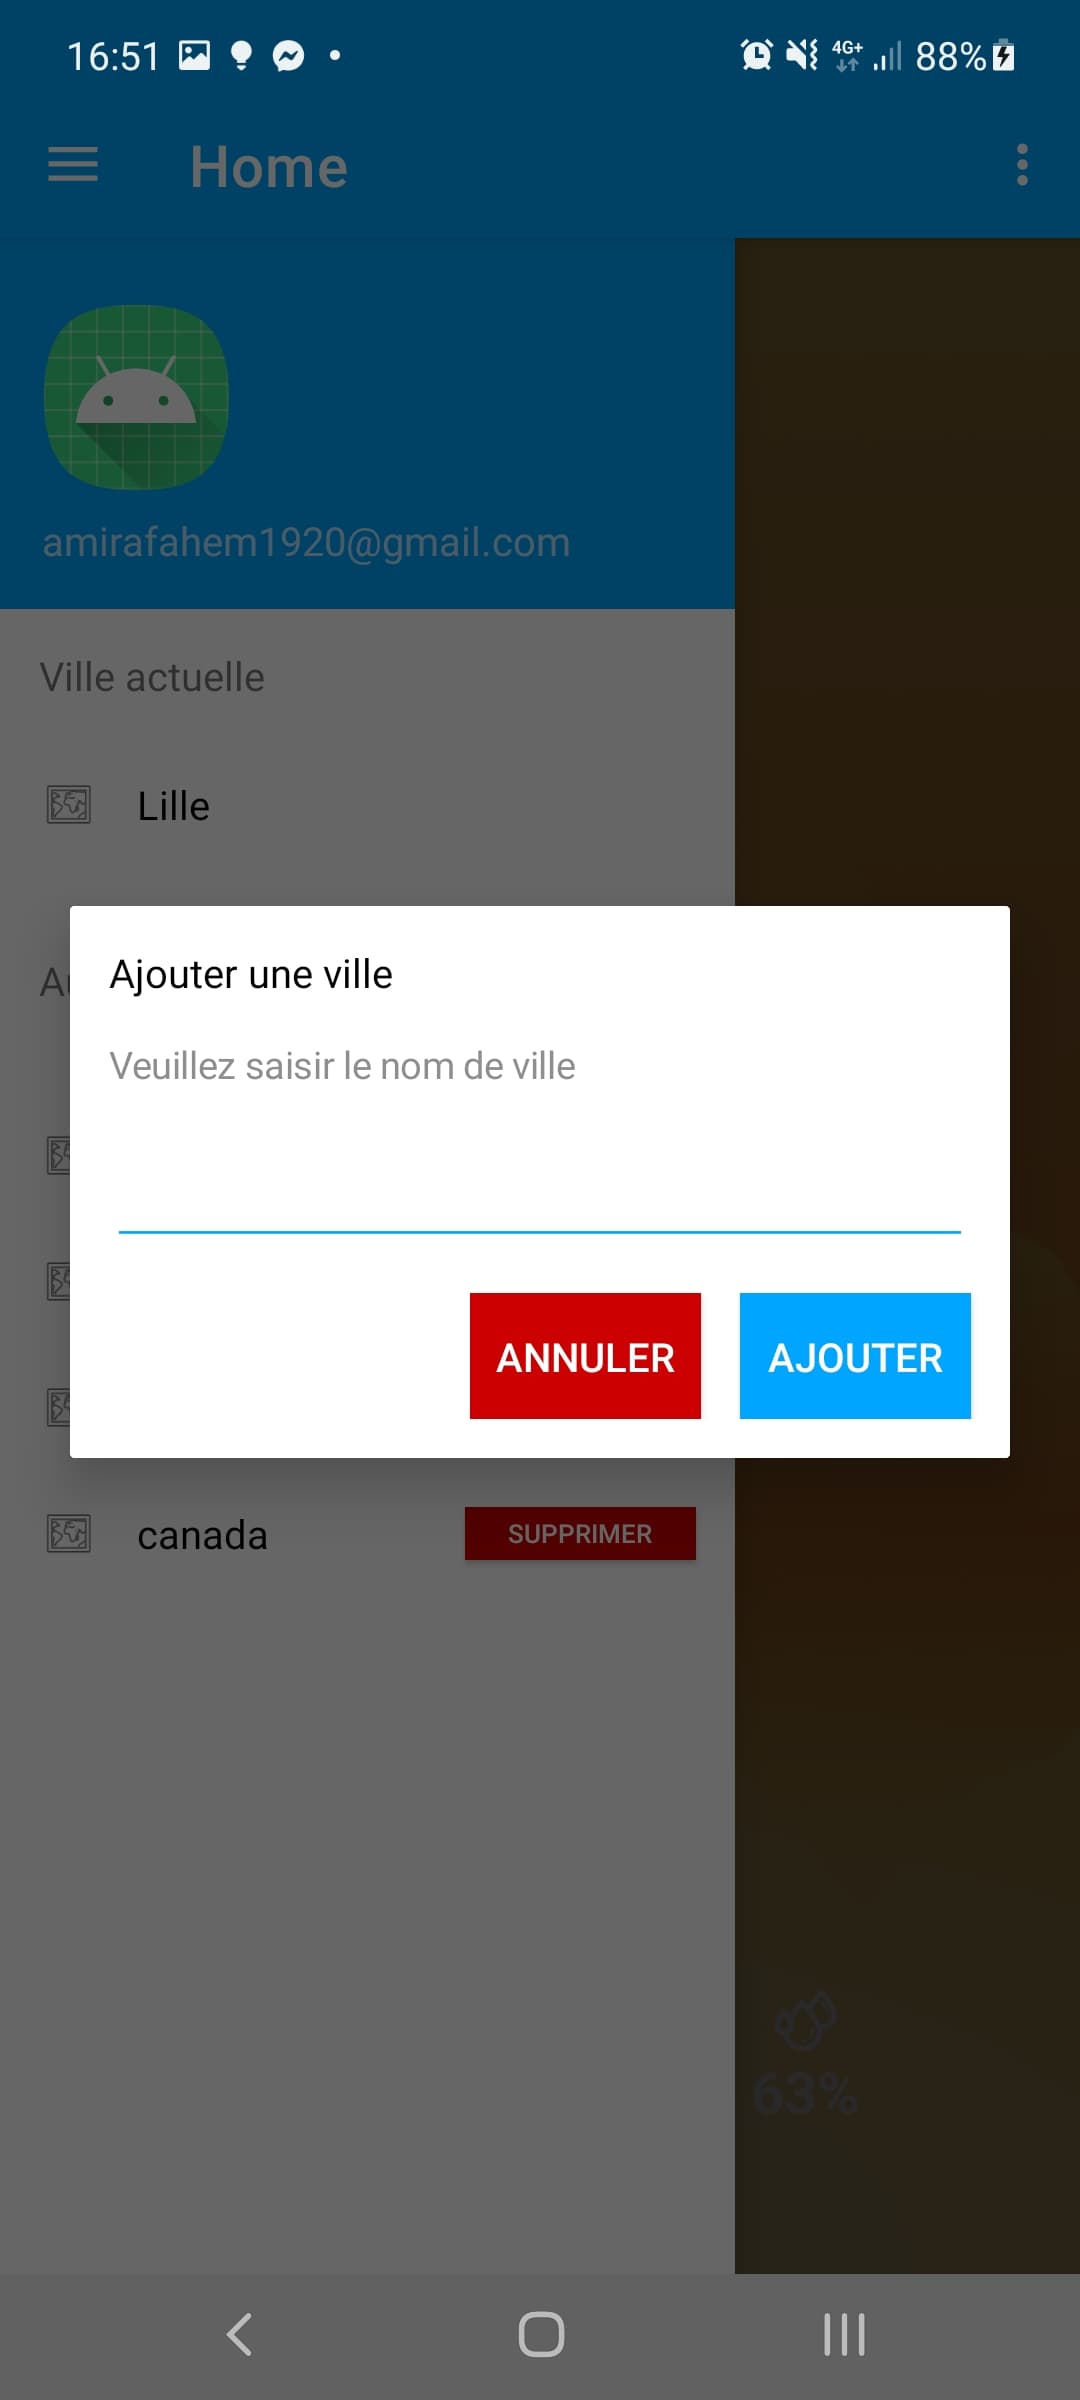 16:51
4G+
88%
Home
amirafahem1920@gmail.com
Ville actuelle
Lille
Ajouter une ville
Veuillez saisir le nom de ville
ANNULER
AJOUTER
canada
SUPPRIMER
63%